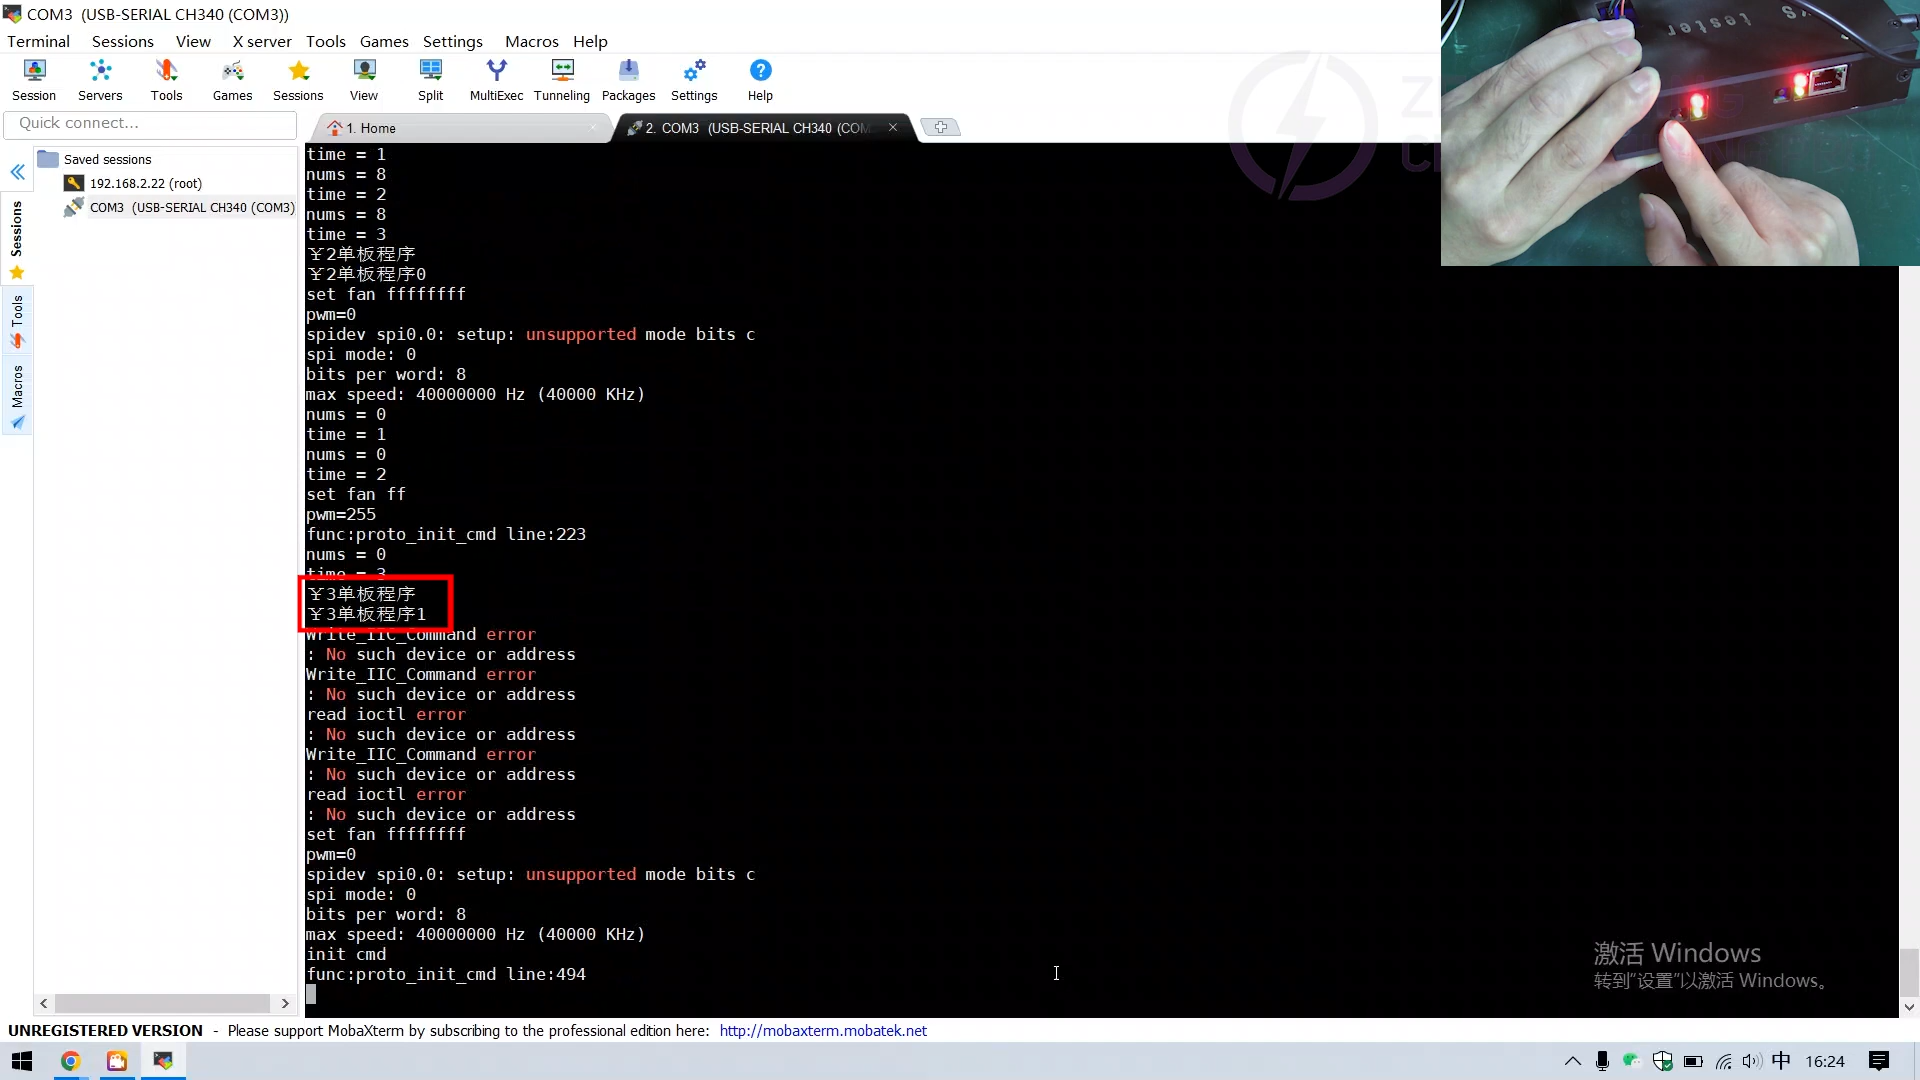 COM3  (USB-SERIAL CH340 (COM3))
Terminal Sessions View X server Tools Games Settings Macros Help
Session Servers Tools Games Sessions View Split MultiExec Tunneling Packages Settings Help
Quick connect...
1. Home
2. COM3  (USB-SERIAL CH340 (COM
Saved sessions
192.168.2.22 (root)
COM3  (USB-SERIAL CH340 (COM3)
Sessions
Tools
Macros
time = 1
nums = 8
time = 2
nums = 8
time = 3
￥2单板程序
￥2单板程序0
set fan ffffffff
pwm=0
spidev spi0.0: setup: unsupported mode bits c
spi mode: 0
bits per word: 8
max speed: 40000000 Hz (40000 KHz)
nums = 0
time = 1
nums = 0
time = 2
set fan ff
pwm=255
func:proto_init_cmd line:223
nums = 0
time = 3
￥3单板程序
￥3单板程序1
Write_IIC_Command error
: No such device or address
Write_IIC_Command error
: No such device or address
read ioctl error
: No such device or address
Write_IIC_Command error
: No such device or address
read ioctl error
: No such device or address
set fan ffffffff
pwm=0
spidev spi0.0: setup: unsupported mode bits c
spi mode: 0
bits per word: 8
max speed: 40000000 Hz (40000 KHz)
init cmd
func:proto_init_cmd line:494
tester
激活 Windows
转到“设置”以激活 Windows。
UNREGISTERED VERSION - Please support MobaXterm by subscribing to the professional edition here: http://mobaxterm.mobatek.net
中 16:24